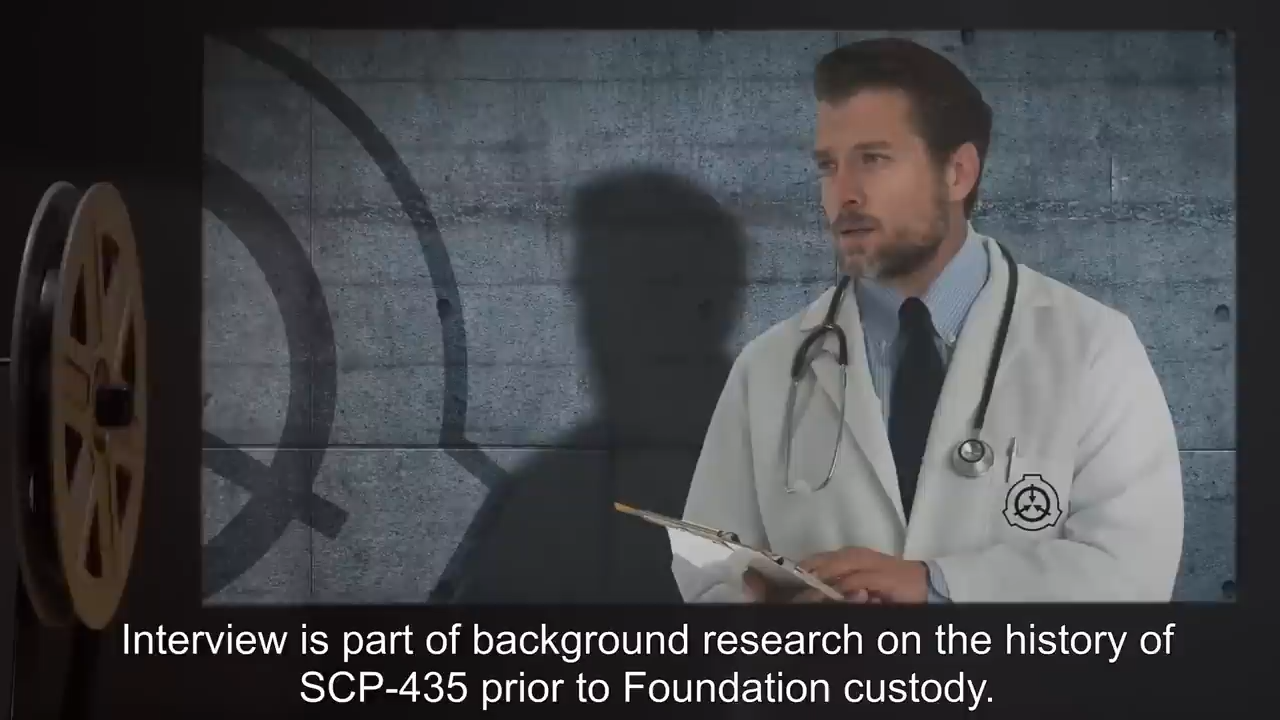 Interview is part of background research on the history of
SCP-435 prior to Foundation custody.